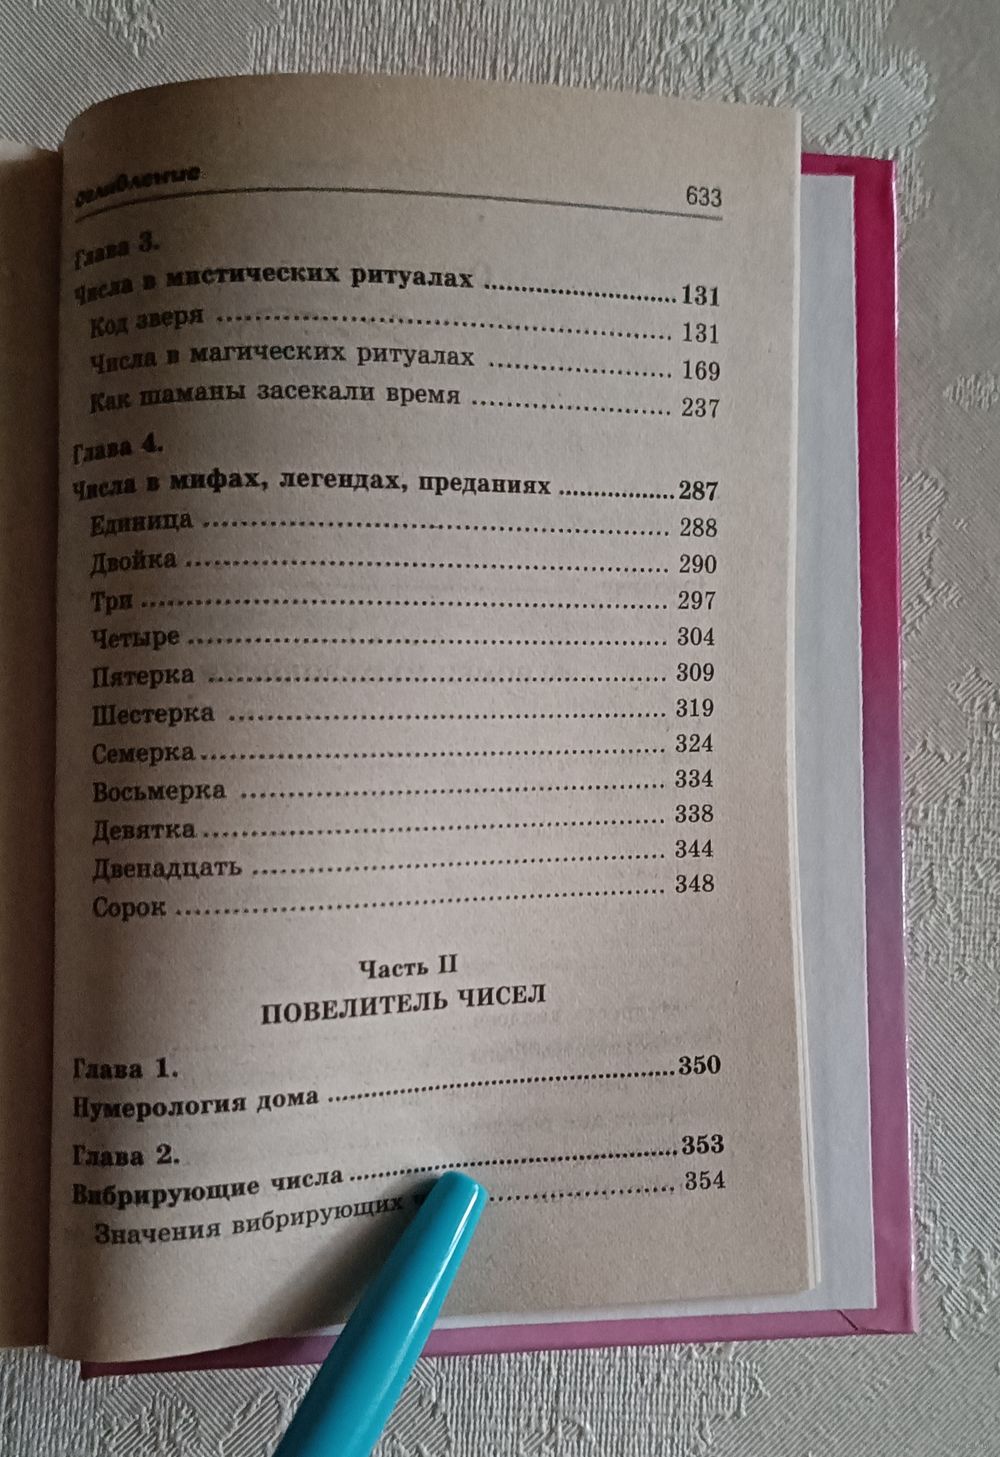 оглавление 633
Глава 3.
Числа в мистических ритуалах ............................ 131
Код зверя ............................................................ 131
Числа в магических ритуалах .......................... 169
Как шаманы засекали время ............................ 237
Глава 4.
Числа в мифах, легендах, преданиях ................. 287
Единица .............................................................. 288
Двойка ................................................................ 290
Три ...................................................................... 297
Четыре ................................................................ 304
Пятерка .............................................................. 309
Шестерка ............................................................ 319
Семерка .............................................................. 324
Восьмерка .......................................................... 334
Девятка .............................................................. 338
Двенадцать ........................................................ 344
Сорок .................................................................. 348
Часть II
ПОВЕЛИТЕЛЬ ЧИСЕЛ
Глава 1.
Нумерология дома ................................................ 350
Глава 2.
Вибрирующие числа ............................................. 353
Значения вибрирующих ........................ 354